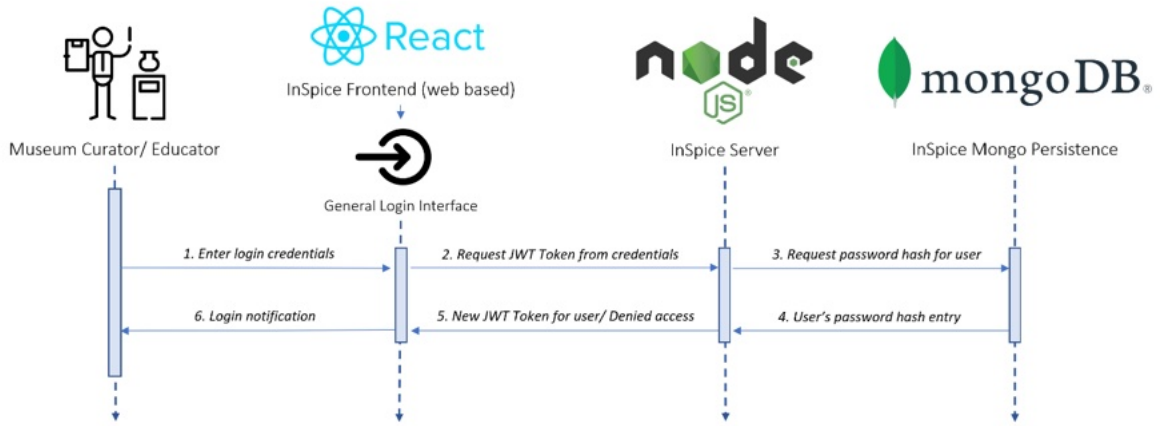 React
InSpice Frontend (web based)
node
JS
mongoDB®
Museum Curator/ Educator
General Login Interface
InSpice Server
InSpice Mongo Persistence
1. Enter login credentials
2. Request JWT Token from credentials
3. Request password hash for user
6. Login notification
5. New JWT Token for user/ Denied access
4. User's password hash entry